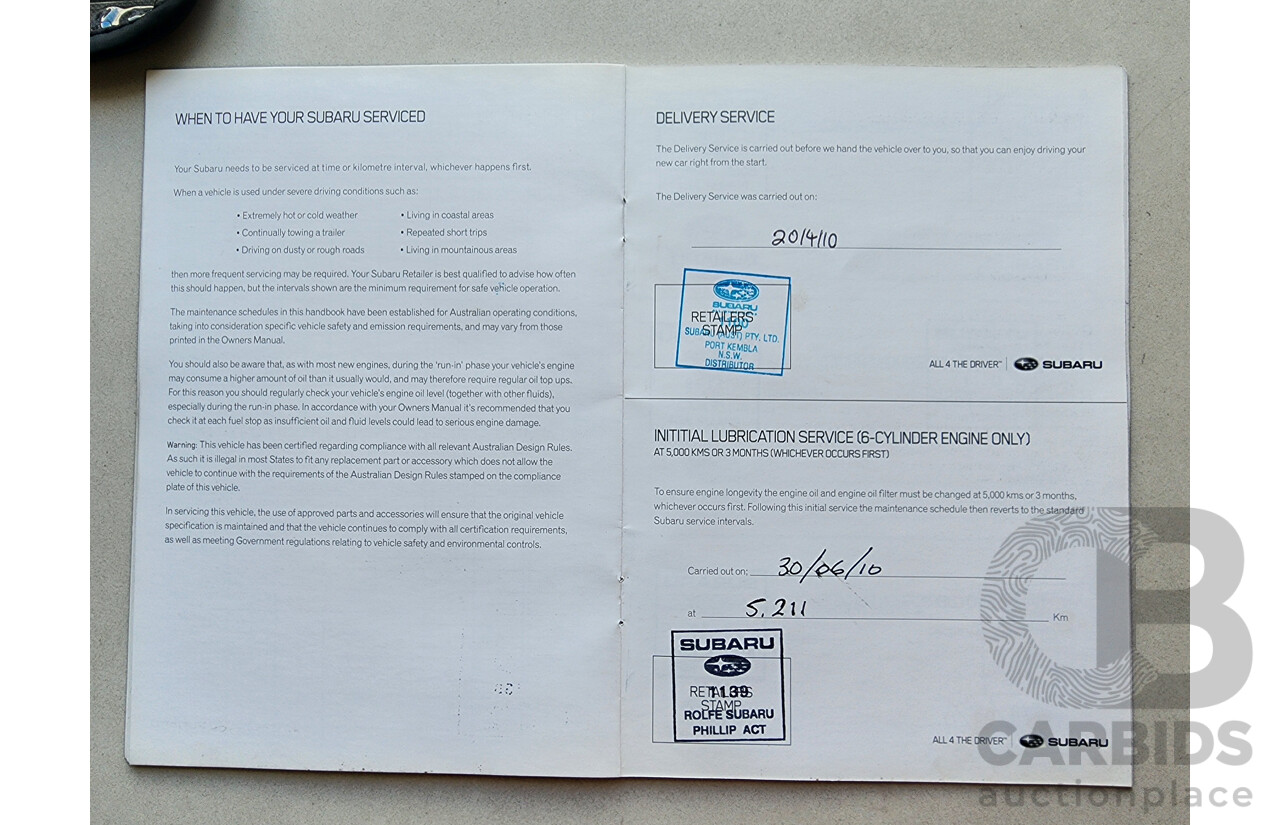 WHEN TO HAVE YOUR SUBARU SERVICED
Your Subaru needs to be serviced at time or kilometre interval, whichever happens first.
When a vehicle is used under severe driving conditions such as:
• Extremely hot or cold weather
• Living in coastal areas
• Continually towing a trailer
• Repeated short trips
• Driving on dusty or rough roads
• Living in mountainous areas
then more frequent servicing may be required. Your Subaru Retailer is best qualified to advise how often
this should happen, but the intervals shown are the minimum requirement for safe vehicle operation.
The maintenance schedules in this handbook have been established for Australian operating conditions,
taking into consideration specific vehicle safety and emission requirements, and may vary from those
printed in the Owners Manual.
You should also be aware that, as with most new engines, during the 'run-in' phase your vehicle's engine
may consume a higher amount of oil than it usually would, and may therefore require regular oil top ups.
For this reason you should regularly check your vehicle's engine oil level (together with other fluids),
especially during the run-in phase. In accordance with your Owners Manual it's recommended that you
check it at each fuel stop as insufficient oil and fluid levels could lead to serious engine damage.
Warning: This vehicle has been certified regarding compliance with all relevant Australian Design Rules.
As such it is illegal in most States to fit any replacement part or accessory which does not allow the
vehicle to continue with the requirements of the Australian Design Rules stamped on the compliance
plate of this vehicle.
In servicing this vehicle, the use of approved parts and accessories will ensure that the original vehicle
specification is maintained and that the vehicle continues to comply with all certification requirements,
as well as meeting Government regulations relating to vehicle safety and environmental controls.
DELIVERY SERVICE
The Delivery Service is carried out before we hand the vehicle over to you, so that you can enjoy driving your
new car right from the start.
The Delivery Service was carried out on:
20/4/10
SUBARU
RETAILERS'
STAMP
SUBARU (AUST) PTY. LTD.
PORT KEMBLA
N.S.W.
DISTRIBUTOR
ALL 4 THE DRIVER™ SUBARU
INITITIAL LUBRICATION SERVICE (6-CYLINDER ENGINE ONLY)
AT 5,000 KMS OR 3 MONTHS (WHICHEVER OCCURS FIRST)
To ensure engine longevity the engine oil and engine oil filter must be changed at 5,000 kms or 3 months,
whichever occurs first. Following this initial service the maintenance schedule then reverts to the standard
Subaru service intervals.
Carried out on: 30/06/10
at 5,211 Km
SUBARU
1139
STAMP
ROLFE SUBARU
PHILLIP ACT
ALL 4 THE DRIVER™ SUBARU
CB
CARBIDS
auctionplace